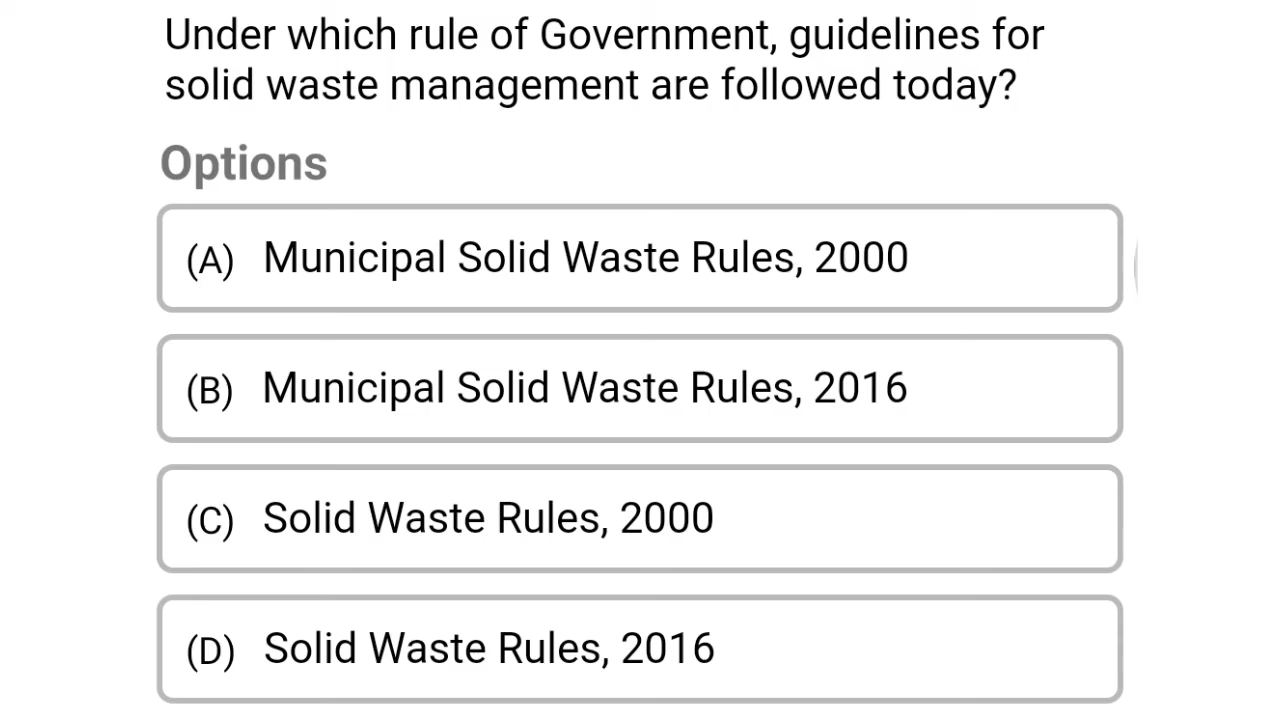 Under which rule of Government, guidelines for
solid waste management are followed today?
Options
(A) Municipal Solid Waste Rules, 2000
(B) Municipal Solid Waste Rules, 2016
(C) Solid Waste Rules, 2000
(D) Solid Waste Rules, 2016